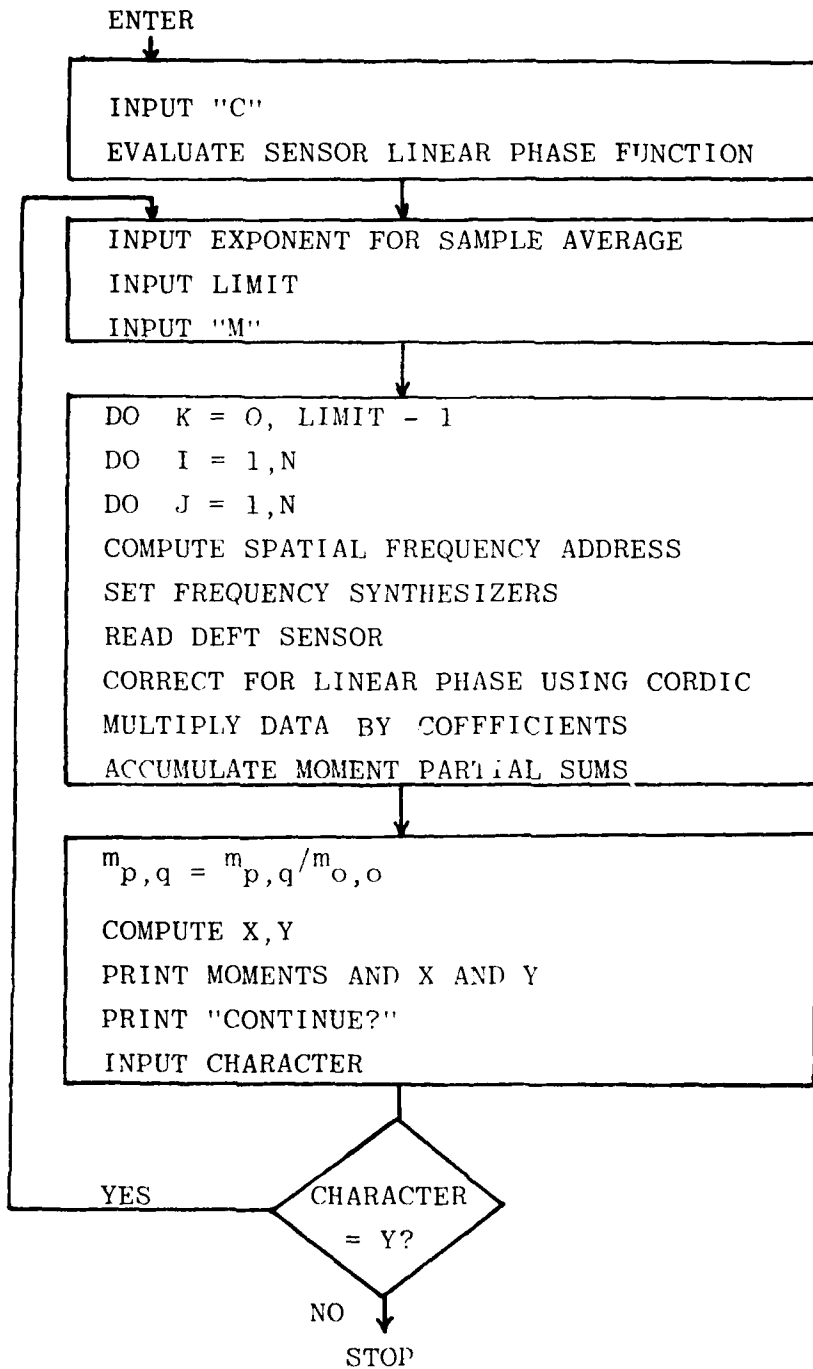 ENTER
INPUT "C"
EVALUATE SENSOR LINEAR PHASE FUNCTION
INPUT EXPONENT FOR SAMPLE AVERAGE
INPUT LIMIT
INPUT "M"
DO K = 0, LIMIT - 1
DO I = 1,N
DO J = 1,N
COMPUTE SPATIAL FREQUENCY ADDRESS
SET FREQUENCY SYNTHESIZERS
READ DEFT SENSOR
CORRECT FOR LINEAR PHASE USING CORDIC
MULTIPLY DATA BY COFFFICIENTS
ACCUMULATE MOMENT PARTIAL SUMS
m p,q = m p,q/m o,o
COMPUTE X,Y
PRINT MOMENTS AND X AND Y
PRINT "CONTINUE?"
INPUT CHARACTER
YES
CHARACTER
= Y?
NO
STOP